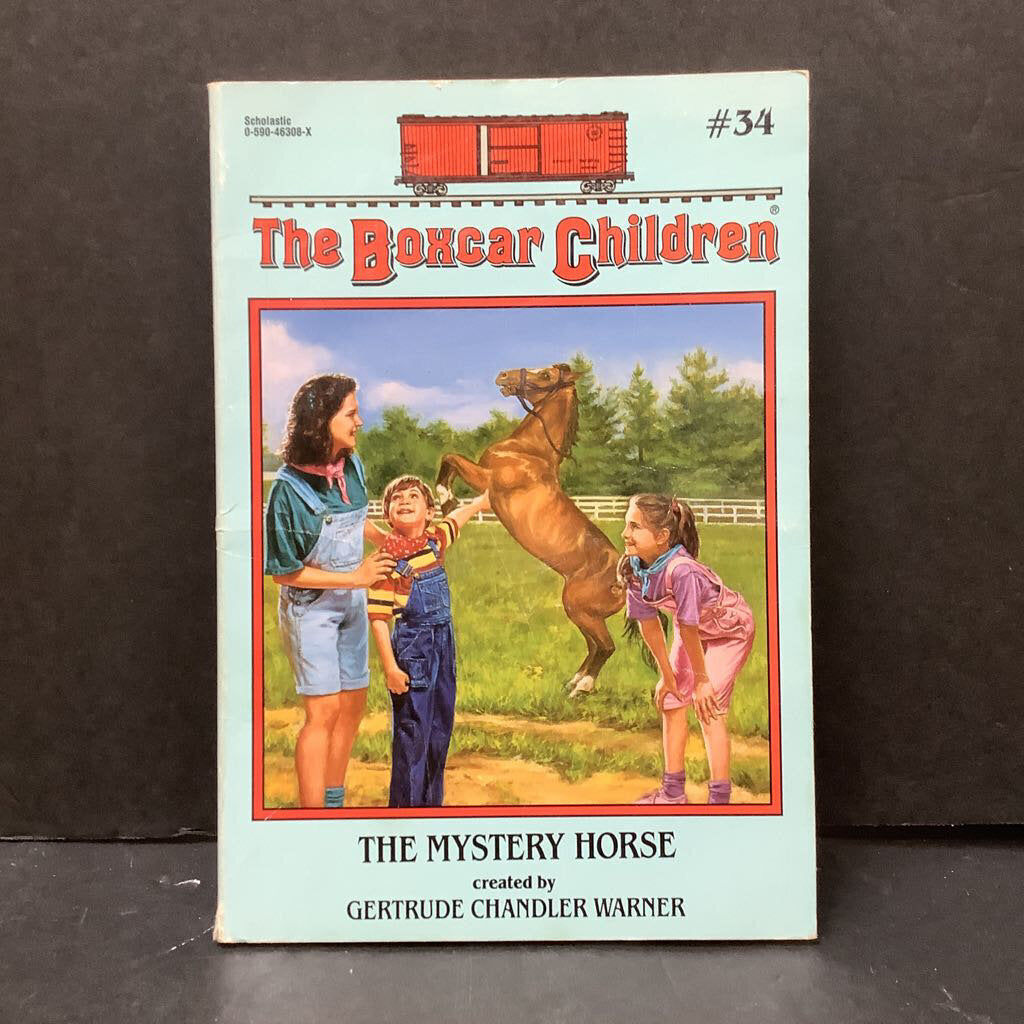 Scholastic
0-590-46308-X
#34
The Boxcar Children®
THE MYSTERY HORSE
created by
GERTRUDE CHANDLER WARNER